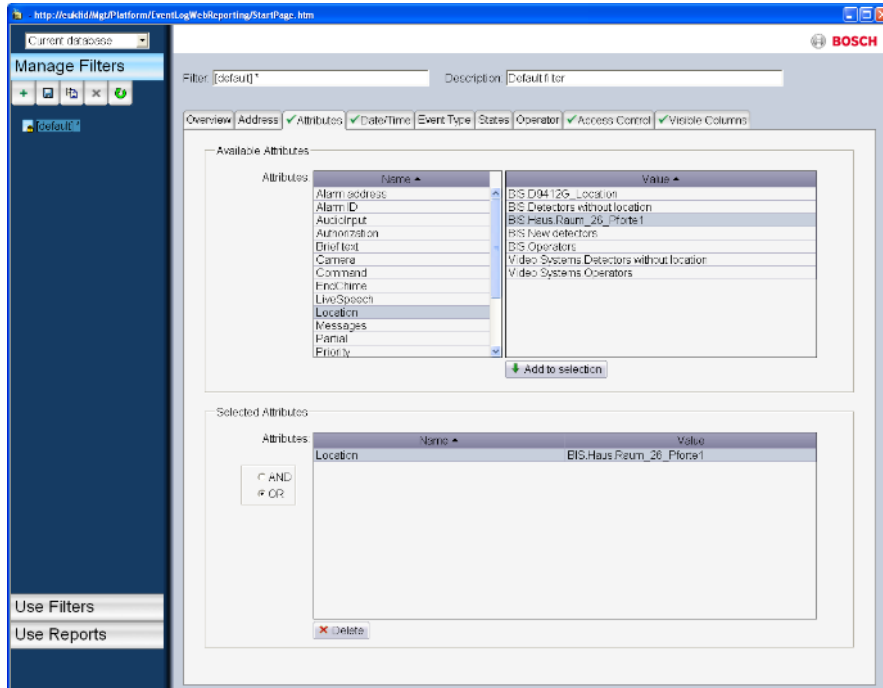 - http://euklid/Mgt/Platform/EventLogWebReporting/StartPage.htm
Current database
BOSCH
Manage Filters
Filter: [default] *
Description: Default filter
[default] *
Overview
Address
Attributes
Date/Time
Event Type
States
Operator
Access Control
Visible Columns
Available Attributes
Attributes:
Name
Value
Alarm address
BIS.D9412G_Location
Alarm ID
BIS.Detectors without location
AudioInput
BIS.Haus.Raum_26_Pforte1
Authorization
BIS.New detectors
Brief text
BIS.Operators
Camera
Video Systems.Detectors without location
Command
Video Systems.Operators
EndChime
LiveSpeech
Location
Messages
Partial
Priority
Add to selection
Selected Attributes
Attributes:
Name
Value
Location
BIS.Haus.Raum_26_Pforte1
AND
OR
Use Filters
Use Reports
Delete